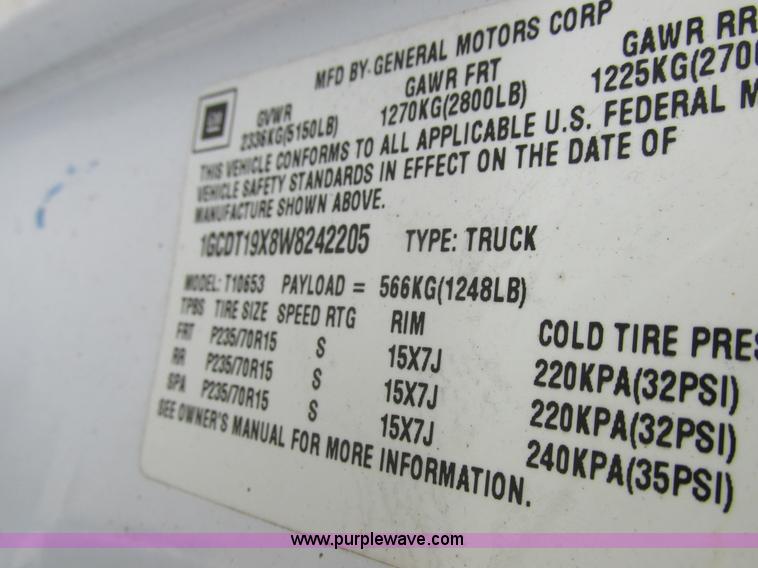 MFD BY GENERAL MOTORS CORP
GM
GVWR GAWR FRT GAWR RR
2336KG(5150LB) 1270KG(2800LB) 1225KG(2700
THIS VEHICLE CONFORMS TO ALL APPLICABLE U.S. FEDERAL M
VEHICLE SAFETY STANDARDS IN EFFECT ON THE DATE OF
MANUFACTURE SHOWN ABOVE.
1GCDT19X8W8242205 TYPE: TRUCK
MODEL: T10653 PAYLOAD = 566KG(1248LB)
TPBS TIRE SIZE SPEED RTG RIM COLD TIRE PRES
FRT P235/70R15 S 15X7J 220KPA(32PSI)
RR P235/70R15 S 15X7J 220KPA(32PSI)
SPA P235/70R15 S 15X7J 240KPA(35PSI)
SEE OWNER'S MANUAL FOR MORE INFORMATION.
www.purplewave.com